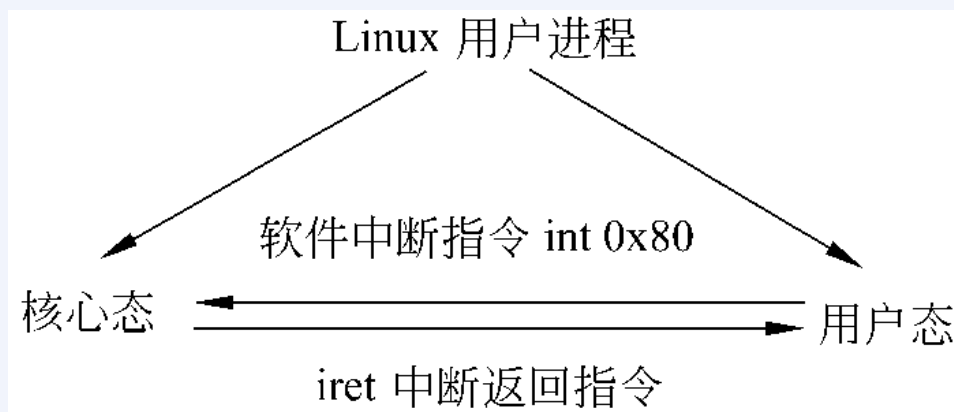 Linux 用户进程
软件中断指令 int 0x80
核心态
用户态
iret 中断返回指令